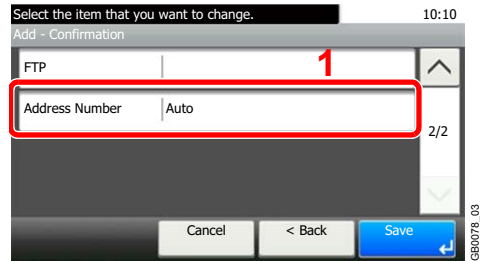 Select the item that you want to change. 10:10
Add - Confirmation
FTP 1
Address Number Auto
2/2
Cancel < Back Save
GB0078_03